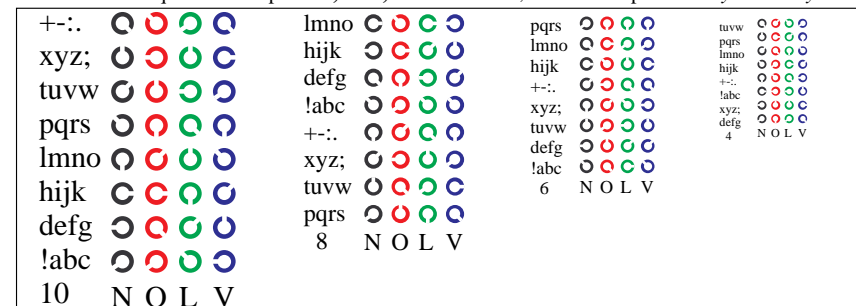 +-:.
xyz;
tuvw
pqrs
lmno
hijk
defg
!abc
10 N O L V
lmno
hijk
defg
!abc
+-:.
xyz;
tuvw
pqrs
8 N O L V
pqrs
lmno
hijk
+-:.
xyz;
tuvw
defg
!abc
6 N O L V
tuvw
pqrs
lmno
hijk
+-:.
!abc
xyz;
defg
4 N O L V